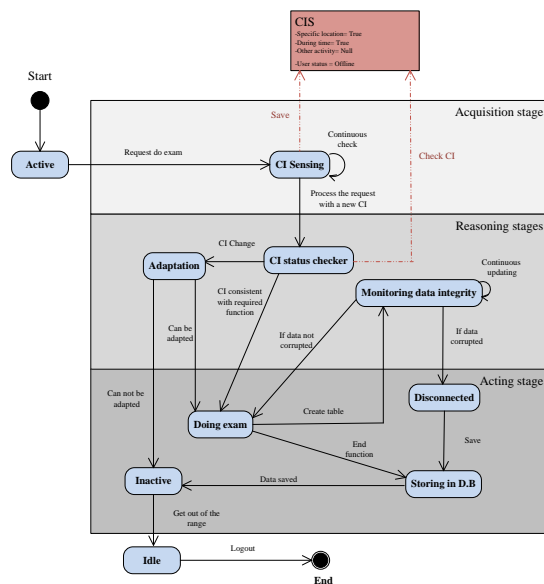 CIS
-Specific location= True
-During time= True
-Other activity= Null
-User status = Offline
Start
Acquisition stage
Save
Continuous
check
Request do exam
Active
CI Sensing
Check CI
Process the request
with a new CI
Reasoning stages
CI Change
Continuous
updating
Adaptation
CI status checker
Monitoring data integrity
CI consistent
with required
function
Can be
adapted
If data not
corrupted
If data
corrupted
Acting stage
Can not be
adapted
Disconnected
Create table
Doing exam
End
function
Save
Inactive
Data saved
Storing in D.B
Get out of the
range
Logout
Idle
End